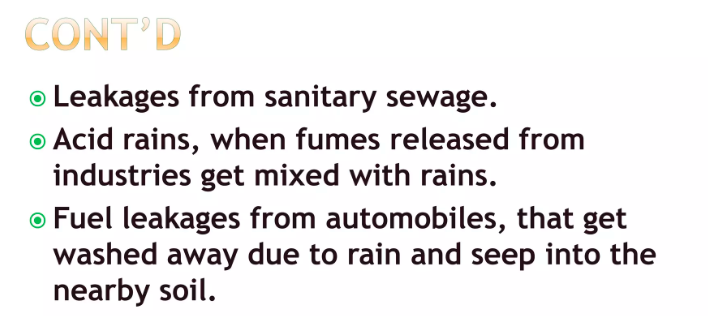 CONT'D
Leakages from sanitary sewage.
Acid rains, when fumes released from
industries get mixed with rains.
Fuel leakages from automobiles, that get
washed away due to rain and seep into the
nearby soil.